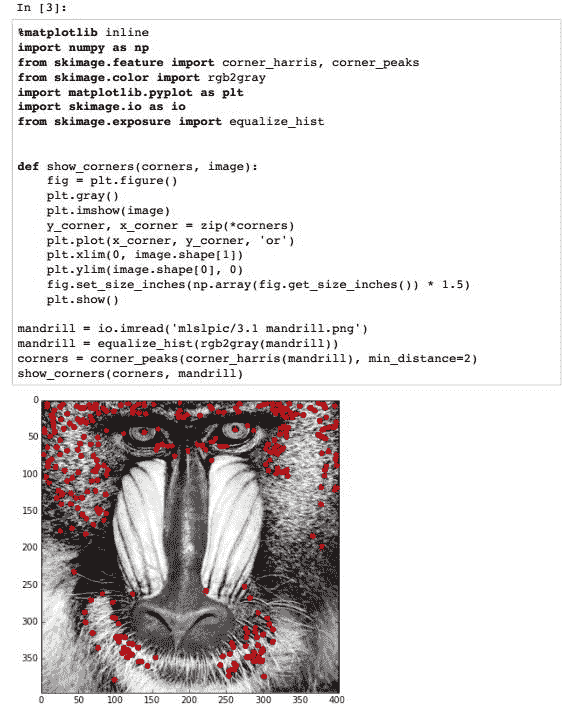 In [3]:
%matplotlib inline
import numpy as np
from skimage.feature import corner_harris, corner_peaks
from skimage.color import rgb2gray
import matplotlib.pyplot as plt
import skimage.io as io
from skimage.exposure import equalize_hist
def show_corners(corners, image):
    fig = plt.figure()
    plt.gray()
    plt.imshow(image)
    y_corner, x_corner = zip(*corners)
    plt.plot(x_corner, y_corner, 'or')
    plt.xlim(0, image.shape[1])
    plt.ylim(image.shape[0], 0)
    fig.set_size_inches(np.array(fig.get_size_inches()) * 1.5)
    plt.show()
mandrill = io.imread('mlslpic/3.1 mandrill.png')
mandrill = equalize_hist(rgb2gray(mandrill))
corners = corner_peaks(corner_harris(mandrill), min_distance=2)
show_corners(corners, mandrill)
0
50
100
150
200
250
300
350
0 50 100 150 200 250 300 350 400